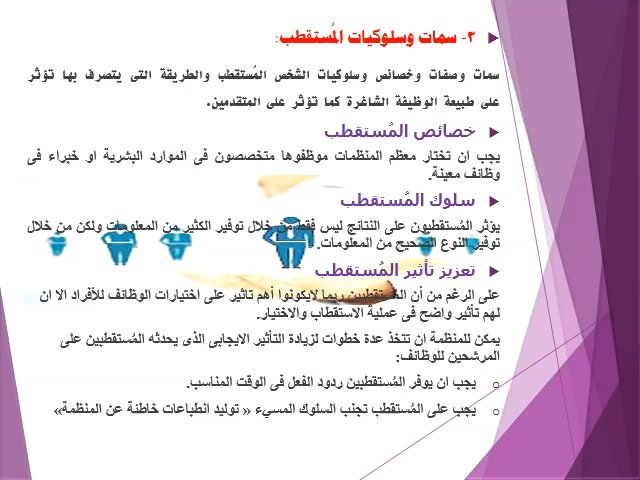 ٣- سمات وسلوكيات المُستقطب:
سمات وصفات وخصائص وسلوكيات الشخص المُستقطب والطريقة التى يتصرف بها تؤثر
على طبيعة الوظيفة الشاغرة كما تؤثر على المتقدمين.
خصائص المُستقطب
يجب ان تختار معظم المنظمات موظفوها متخصصون فى الموارد البشرية او خبراء فى
وظائف معينة.
سلوك المُستقطب
يؤثر المُستقطبون على النتائج ليس فقط من خلال توفير الكثير من المعلومات ولكن من خلال
توفير النوع الصحيح من المعلومات.
تعزيز تأثير المُستقطب
على الرغم من أن المُستقطبين ربما لايكونوا أهم تاثير على اختيارات الوظائف للأفراد الا ان
لهم تأثير واضح فى عملية الاستقطاب والاختيار.
يمكن للمنظمة ان تتخذ عدة خطوات لزيادة التأثير الايجابى الذى يحدثه المُستقطبين على
المرشحين للوظائف:
o يجب ان يوفر المُستقطبين ردود الفعل فى الوقت المناسب.
o يَجب على المُستقطب تجنب السلوك المسيء « توليد انطباعات خاطئة عن المنظمة»